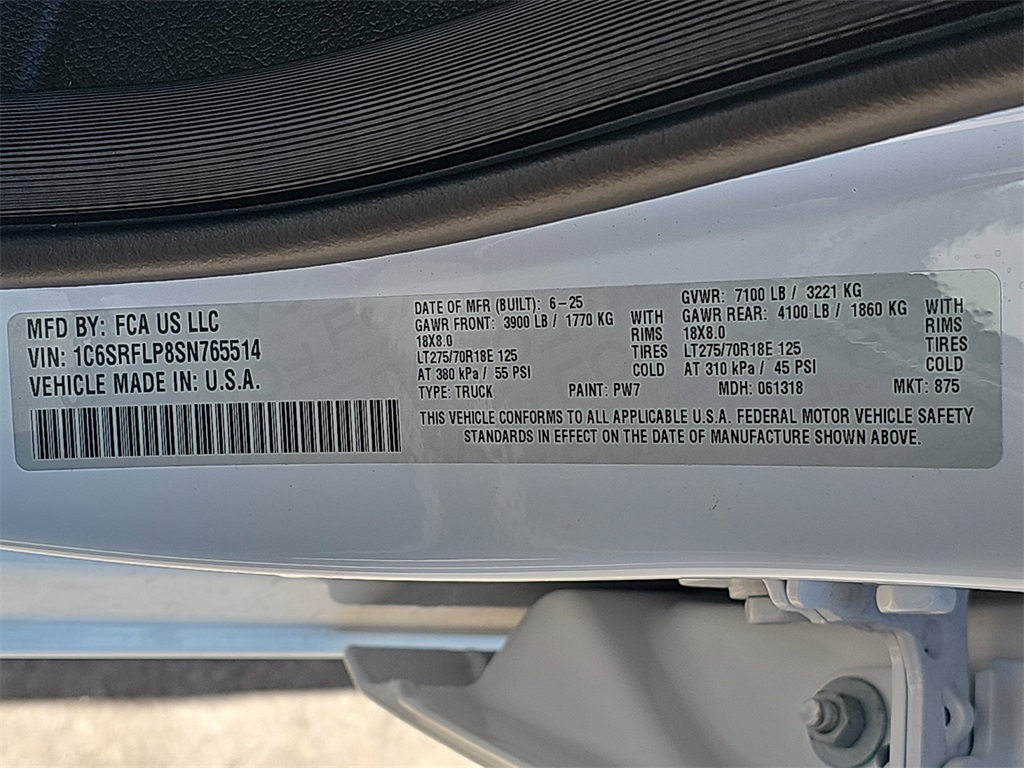 MFD BY: FCA US LLC
VIN: 1C6SRFLP8SN765514
VEHICLE MADE IN: U.S.A.
DATE OF MFR (BUILT): 6-25
GAWR FRONT: 3900 LB / 1770 KG
18X8.0
LT275/70R18E 125
AT 380 kPa / 55 PSI
WITH
RIMS
TIRES
COLD
GVWR: 7100 LB / 3221 KG
GAWR REAR: 4100 LB / 1860 KG
18X8.0
LT275/70R18E 125
AT 310 kPa / 45 PSI
WITH
RIMS
TIRES
COLD
TYPE: TRUCK PAINT: PW7 MDH: 061318 MKT: 875
THIS VEHICLE CONFORMS TO ALL APPLICABLE U.S.A. FEDERAL MOTOR VEHICLE SAFETY
STANDARDS IN EFFECT ON THE DATE OF MANUFACTURE SHOWN ABOVE.